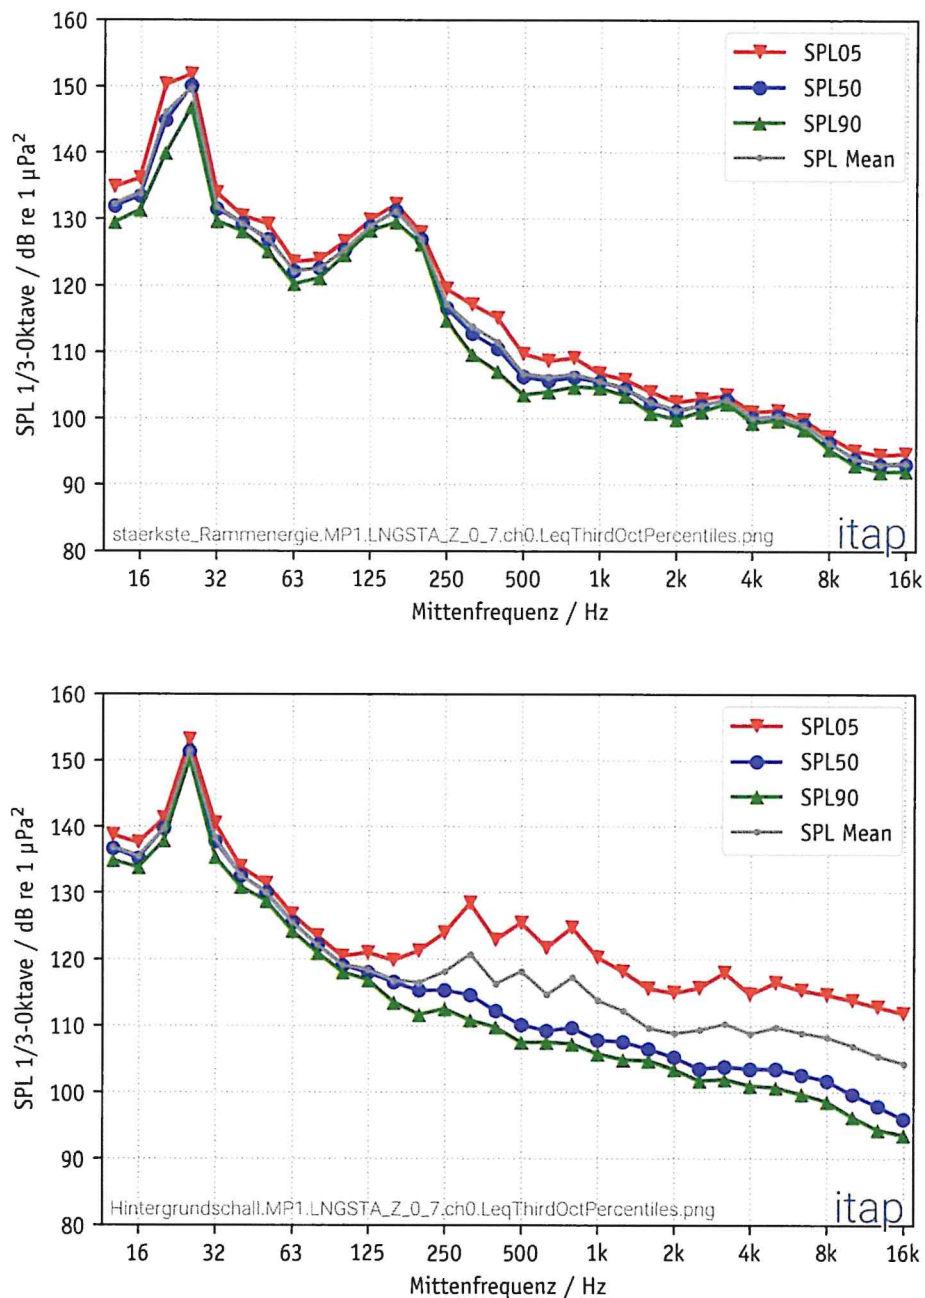 160
150
140
130
120
110
100
90
80
SPL 1/3-Oktave / dB re 1 µPa²
SPL05
SPL50
SPL90
SPL Mean
staerkste_Rammenergie.MP1.LNGSTA_Z_0_7.ch0.LeqThirdOctPercentiles.png
itap
16 32 63 125 250 500 1k 2k 4k 8k 16k
Mittenfrequenz / Hz
160
150
140
130
120
110
100
90
80
SPL 1/3-Oktave / dB re 1 µPa²
SPL05
SPL50
SPL90
SPL Mean
Hintergrundschall.MP1.LNGSTA_Z_0_7.ch0.LeqThirdOctPercentiles.png
itap
16 32 63 125 250 500 1k 2k 4k 8k 16k
Mittenfrequenz / Hz